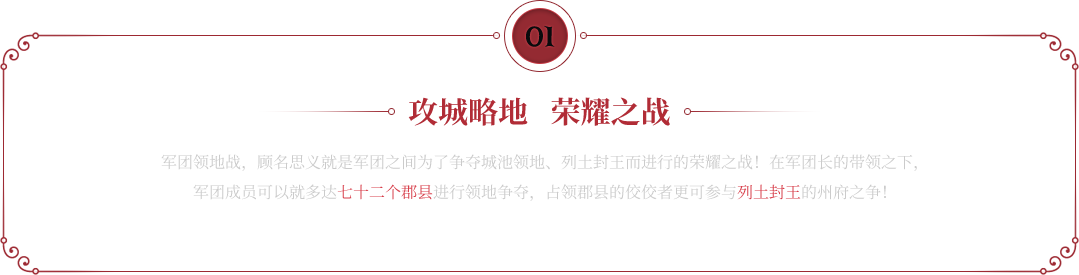 01
攻城略地 荣耀之战
军团领地战，顾名思义就是军团之间为了争夺城池领地、列土封王而进行的荣耀之战！在军团长的带领之下，
军团成员可以就多达七十二个郡县进行领地争夺，占领郡县的佼佼者更可参与列土封王的州府之争！